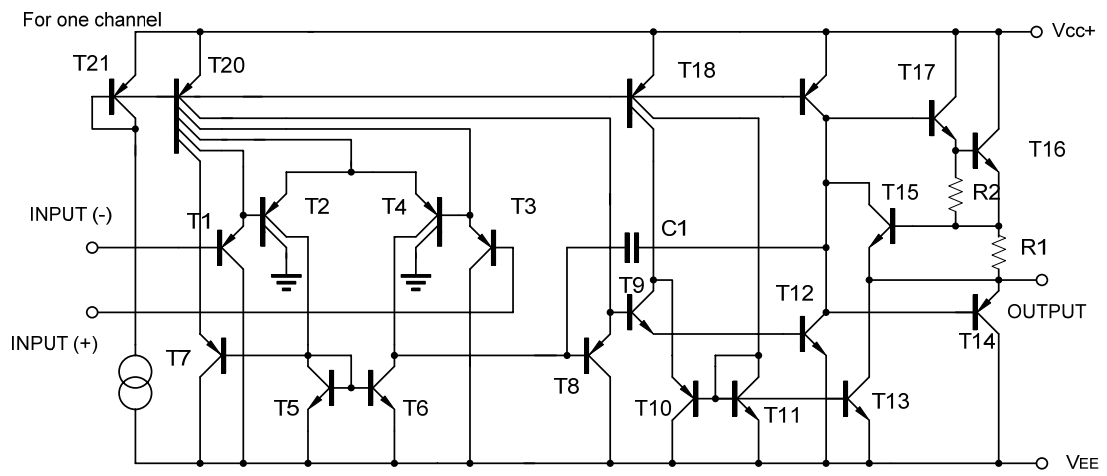 For one channel
Vcc+
T21
T20
T18
T17
T16
T15
R2
R1
INPUT (-)
T1
T2
T4
T3
C1
T9
T12
OUTPUT
INPUT (+)
T7
T8
T14
T5
T6
T10
T11
T13
VEE